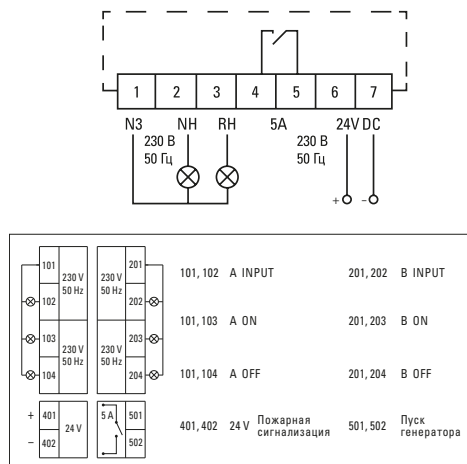 1 2 3 4 5 6 7
N3 NH RH 5A 24V DC
230 В 230 В
50 Гц 50 Гц
+ −
101 230 V 50 Hz 230 V 50 Hz 201
102 202
101, 102 A INPUT 201, 202 B INPUT
103 230 V 50 Hz 230 V 50 Hz 203
101, 103 A ON 201, 203 B ON
104 204
101, 104 A OFF 201, 204 B OFF
+ 401 24 V 5 A 501
− 402 502
401, 402 24 V Пожарная сигнализация 501, 502 Пуск генератора